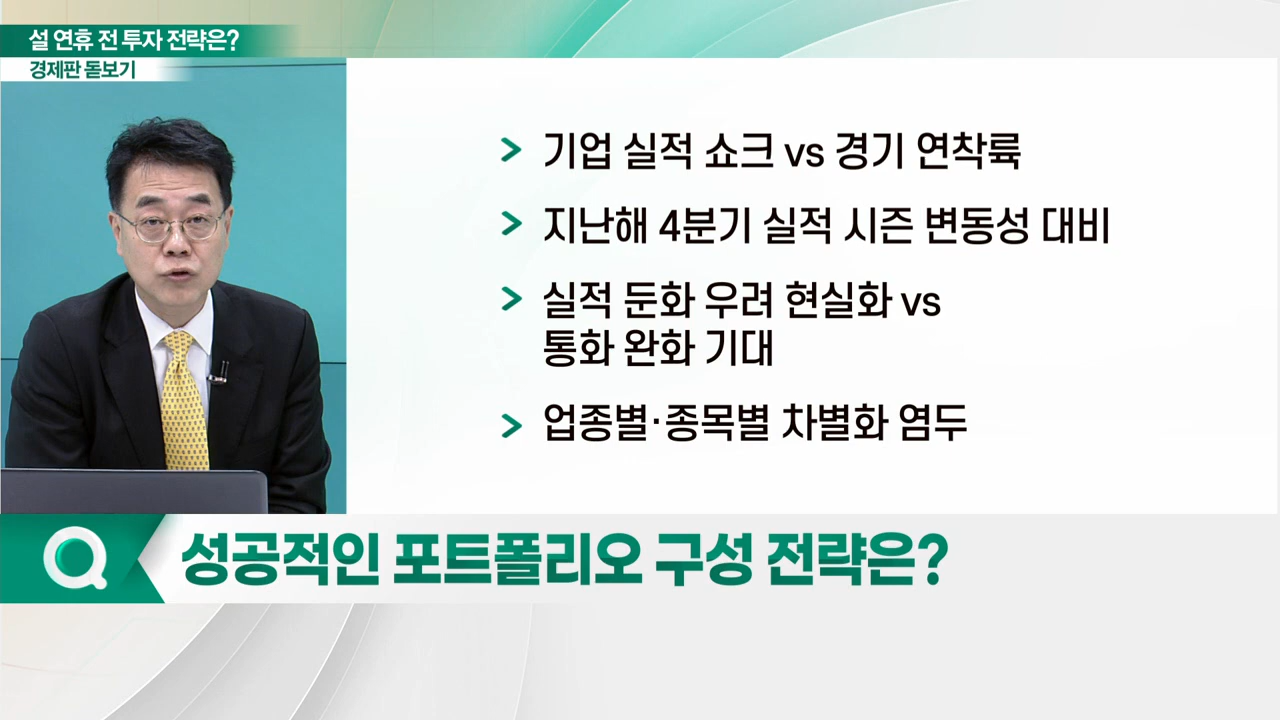 설 연휴 전 투자 전략은?
경제판 돋보기
> 기업 실적 쇼크 vs 경기 연착륙
> 지난해 4분기 실적 시즌 변동성 대비
> 실적 둔화 우려 현실화 vs
통화 완화 기대
> 업종별·종목별 차별화 염두
Q 성공적인 포트폴리오 구성 전략은?